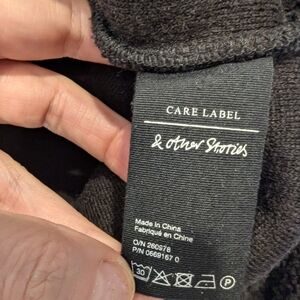 CARE LABEL
& other Stories
Made in China
Fabriqué en Chine
O/N 260978
P/N 0669167 0
30
P